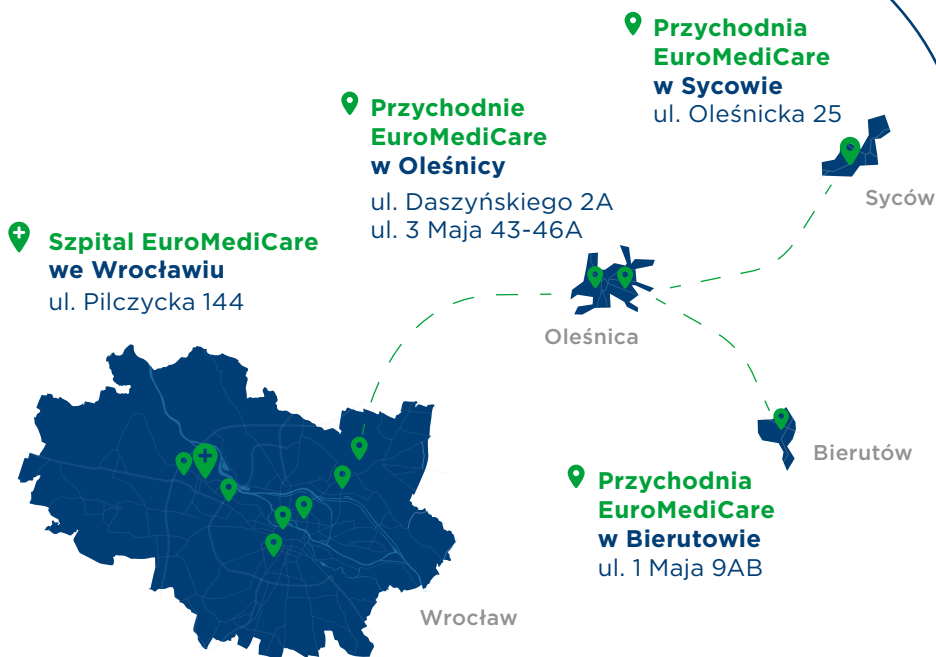 Przychodnia
EuroMediCare
w Sycowie
ul. Oleśnicka 25
Syców
Przychodnie
EuroMediCare
w Oleśnicy
ul. Daszyńskiego 2A
ul. 3 Maja 43-46A
Oleśnica
Szpital EuroMediCare
we Wrocławiu
ul. Pilczycka 144
Wrocław
Bierutów
Przychodnia
EuroMediCare
w Bierutowie
ul. 1 Maja 9AB